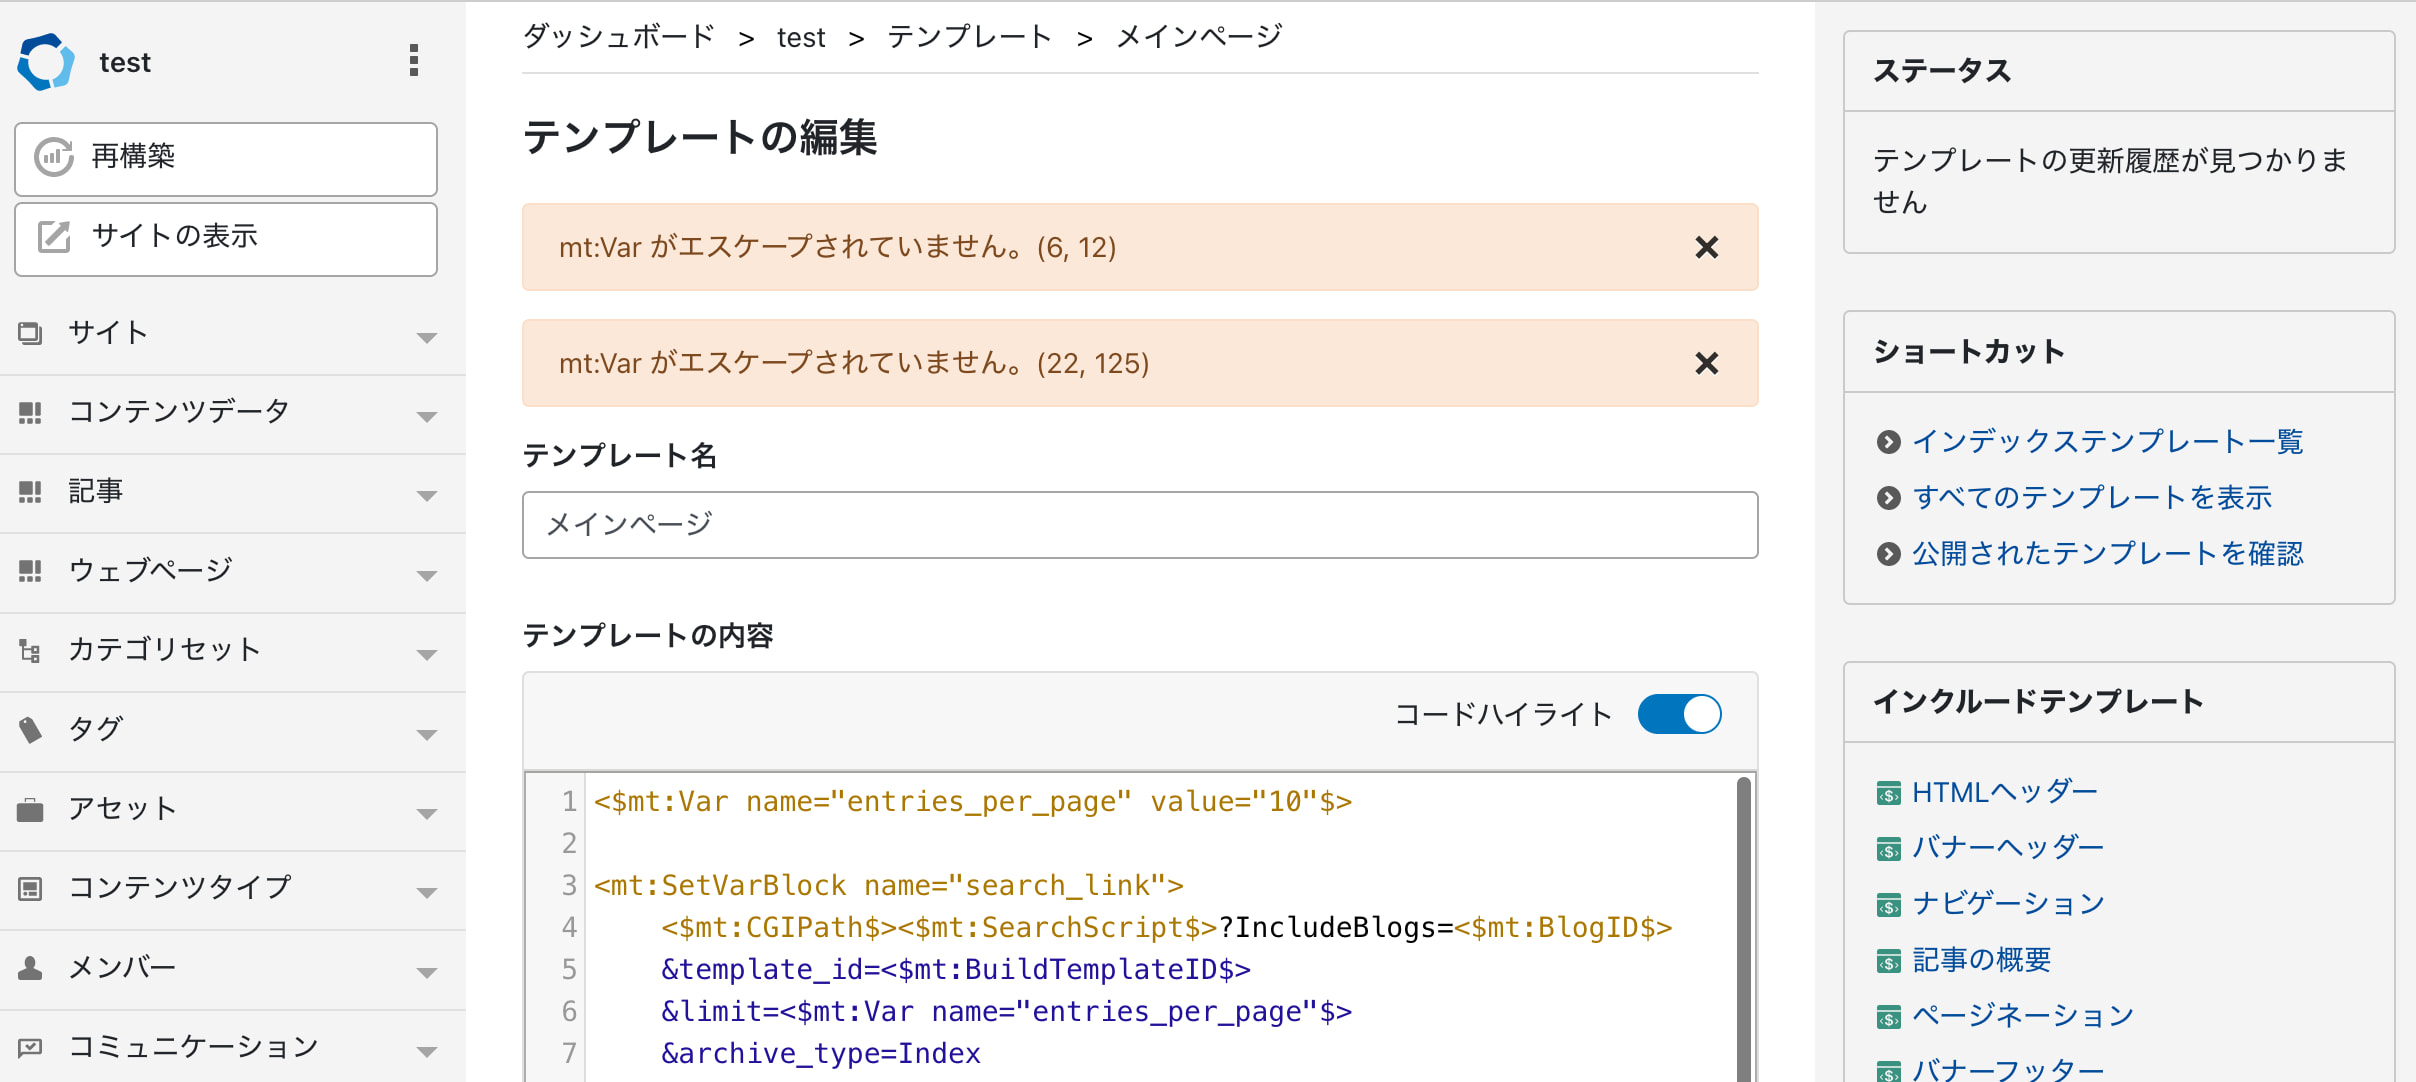 test
再構築
サイトの表示
サイト
コンテンツデータ
記事
ウェブページ
カテゴリセット
タグ
アセット
コンテンツタイプ
メンバー
コミュニケーション
ダッシュボード > test > テンプレート > メインページ
テンプレートの編集
mt:Var がエスケープされていません。(6, 12)
mt:Var がエスケープされていません。(22, 125)
テンプレート名
メインページ
テンプレートの内容
コードハイライト
1 <$mt:Var name="entries_per_page" value="10"$>
2
3 <mt:SetVarBlock name="search_link">
4 <$mt:CGIPath$><$mt:SearchScript$>?IncludeBlogs=<$mt:BlogID$>
5 &template_id=<$mt:BuildTemplateID$>
6 &limit=<$mt:Var name="entries_per_page"$>
7 &archive_type=Index
ステータス
テンプレートの更新履歴が見つかりま
せん
ショートカット
インデックステンプレート一覧
すべてのテンプレートを表示
公開されたテンプレートを確認
インクルードテンプレート
HTMLヘッダー
バナーヘッダー
ナビゲーション
記事の概要
ページネーション
バナーフッター